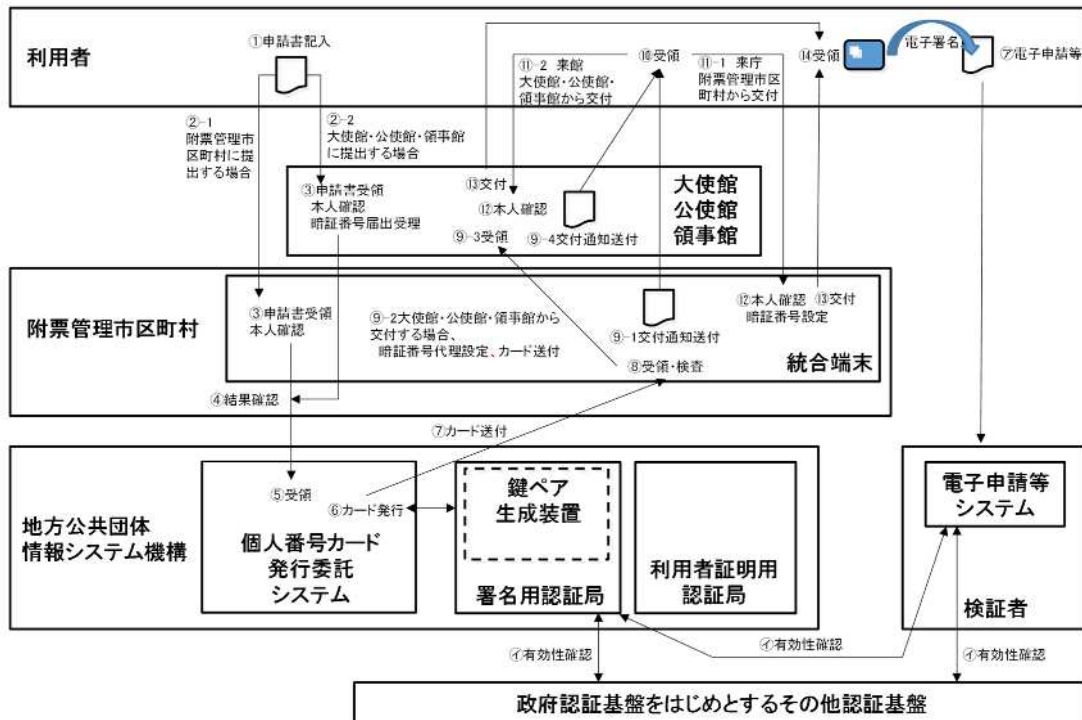 利用者
①申請書記入
②-1
附票管理市
区町村に提
出する場合
②-2
大使館・公使館・領事館
に提出する場合
⑪-2 来館
大使館・公使館・
領事館から交付
⑩受領
⑪-1 来庁
附票管理市区
町村から交付
⑭受領
電子署名
㋐電子申請等
大使館
公使館
領事館
③申請書受領
本人確認
暗証番号届出受理
⑬交付
⑫本人確認
⑨-3受領
⑨-4交付通知送付
附票管理市区町村
③申請書受領
本人確認
⑨-2大使館・公使館・領事館から
交付する場合、
暗証番号代理設定、カード送付
⑨-1交付通知送付
⑧受領・検査
⑫本人確認
暗証番号設定
⑬交付
統合端末
④結果確認
⑦カード送付
地方公共団体
情報システム機構
⑤受領
⑥カード発行
個人番号カード
発行委託
システム
鍵ペア
生成装置
署名用認証局
利用者証明用
認証局
電子申請等
システム
検証者
㋑有効性確認
㋑有効性確認
㋑有効性確認
政府認証基盤をはじめとするその他認証基盤